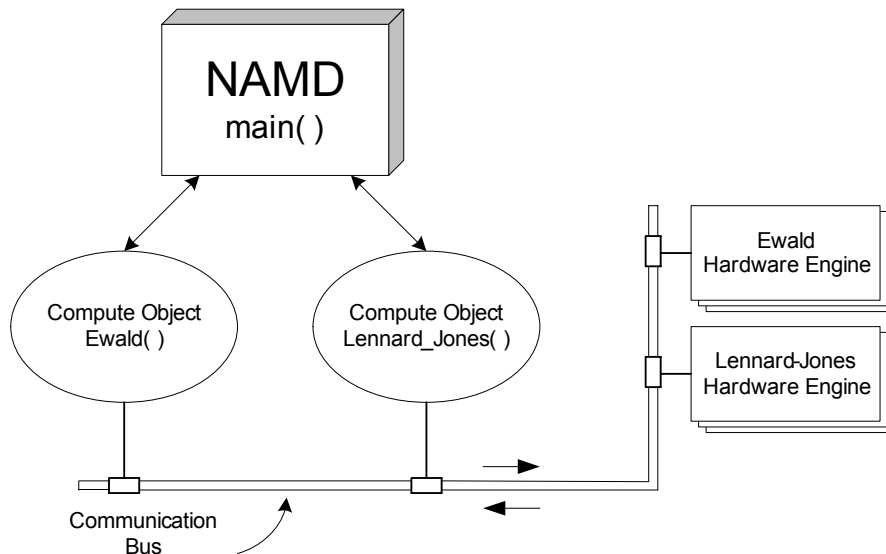 NAMD
main( )
Compute Object
Ewald( )
Compute Object
Lennard_Jones( )
Ewald
Hardware Engine
Lennard-Jones
Hardware Engine
Communication
Bus